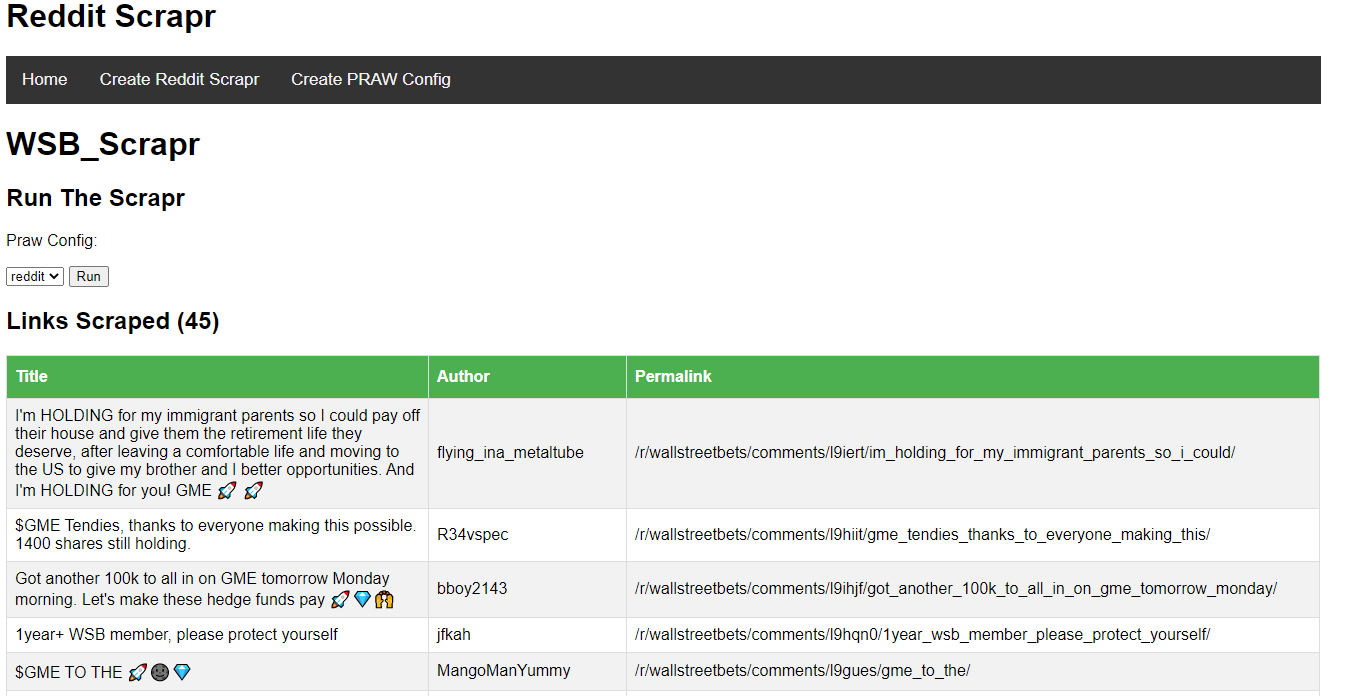 Reddit Scrapr
Home Create Reddit Scrapr Create PRAW Config
WSB_Scrapr
Run The Scrapr
Praw Config:
reddit Run
Links Scraped (45)
Title Author Permalink
I'm HOLDING for my immigrant parents so I could pay off
their house and give them the retirement life they
deserve, after leaving a comfortable life and moving to
the US to give my brother and I better opportunities. And
I'm HOLDING for you! GME 🚀 🚀
flying_ina_metaltube
/r/wallstreetbets/comments/l9iert/im_holding_for_my_immigrant_parents_so_i_could/
$GME Tendies, thanks to everyone making this possible.
1400 shares still holding.
R34vspec
/r/wallstreetbets/comments/l9hiit/gme_tendies_thanks_to_everyone_making_this/
Got another 100k to all in on GME tomorrow Monday
morning. Let's make these hedge funds pay 🚀💎🙌
bboy2143
/r/wallstreetbets/comments/l9ihjf/got_another_100k_to_all_in_on_gme_tomorrow_monday/
1year+ WSB member, please protect yourself
jfkah
/r/wallstreetbets/comments/l9hqn0/1year_wsb_member_please_protect_yourself/
$GME TO THE 🚀🌚💎
MangoManYummy
/r/wallstreetbets/comments/l9gues/gme_to_the/